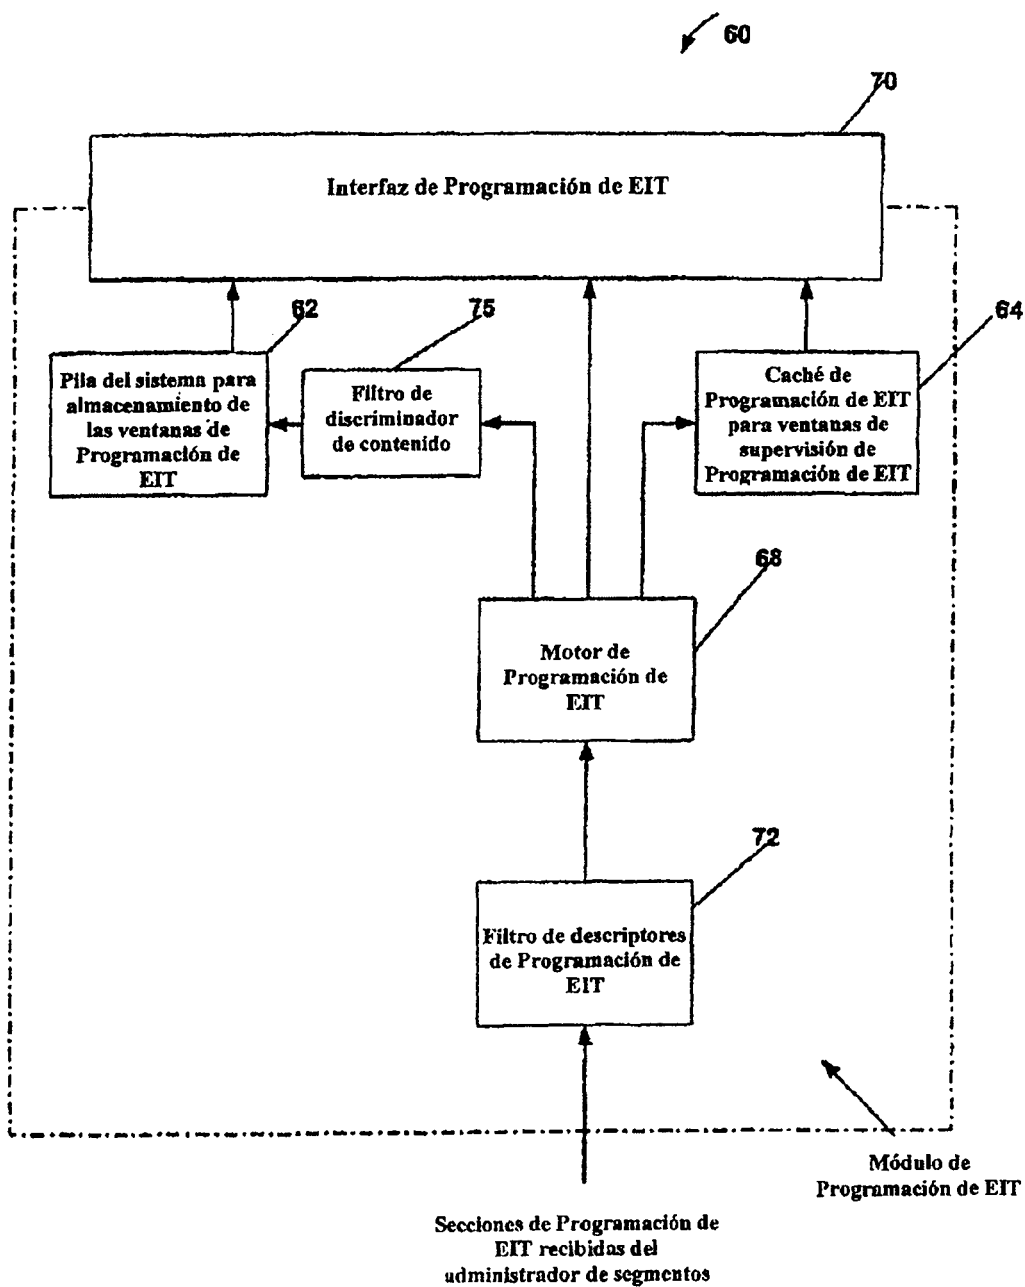 60
70
Interfaz de Programación de EIT
62
75
64
Pila del sistema para
almacenamiento de
las ventanas de
Programación de
EIT
Filtro de
discriminador
de contenido
Caché de
Programación de EIT
para ventanas de
supervisión de
Programación de EIT
68
Motor de
Programación de
EIT
72
Filtro de descriptores
de Programación de
EIT
Módulo de
Programación de EIT
Secciones de Programación de
EIT recibidas del
administrador de segmentos